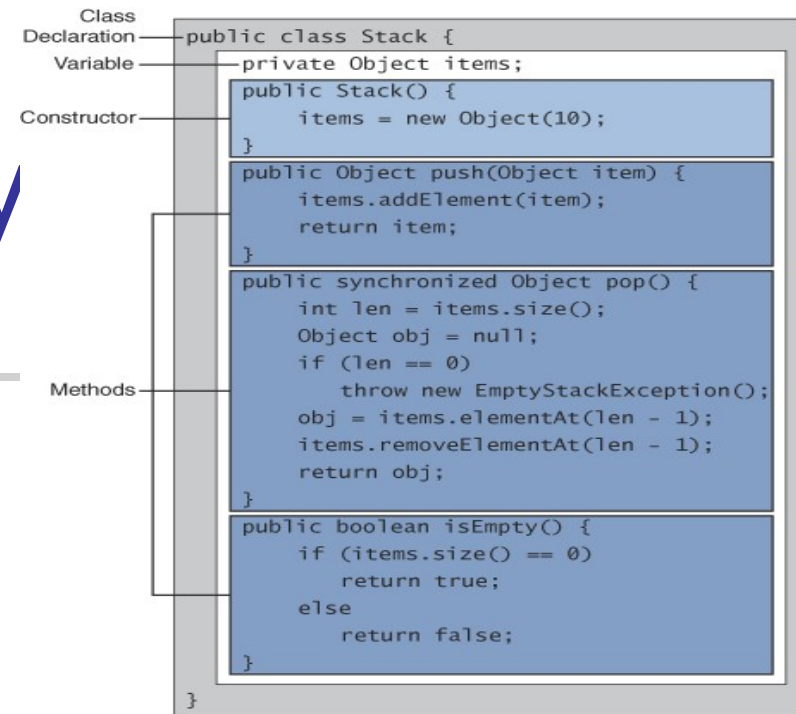 Class
Declaration
Variable
Constructor
Methods
public class Stack {
private Object items;
public Stack() {
items = new Object(10);
}
public Object push(Object item) {
items.addElement(item);
return item;
}
public synchronized Object pop() {
int len = items.size();
Object obj = null;
if (len == 0)
throw new EmptyStackException();
obj = items.elementAt(len - 1);
items.removeElementAt(len - 1);
return obj;
}
public boolean isEmpty() {
if (items.size() == 0)
return true;
else
return false;
}
}